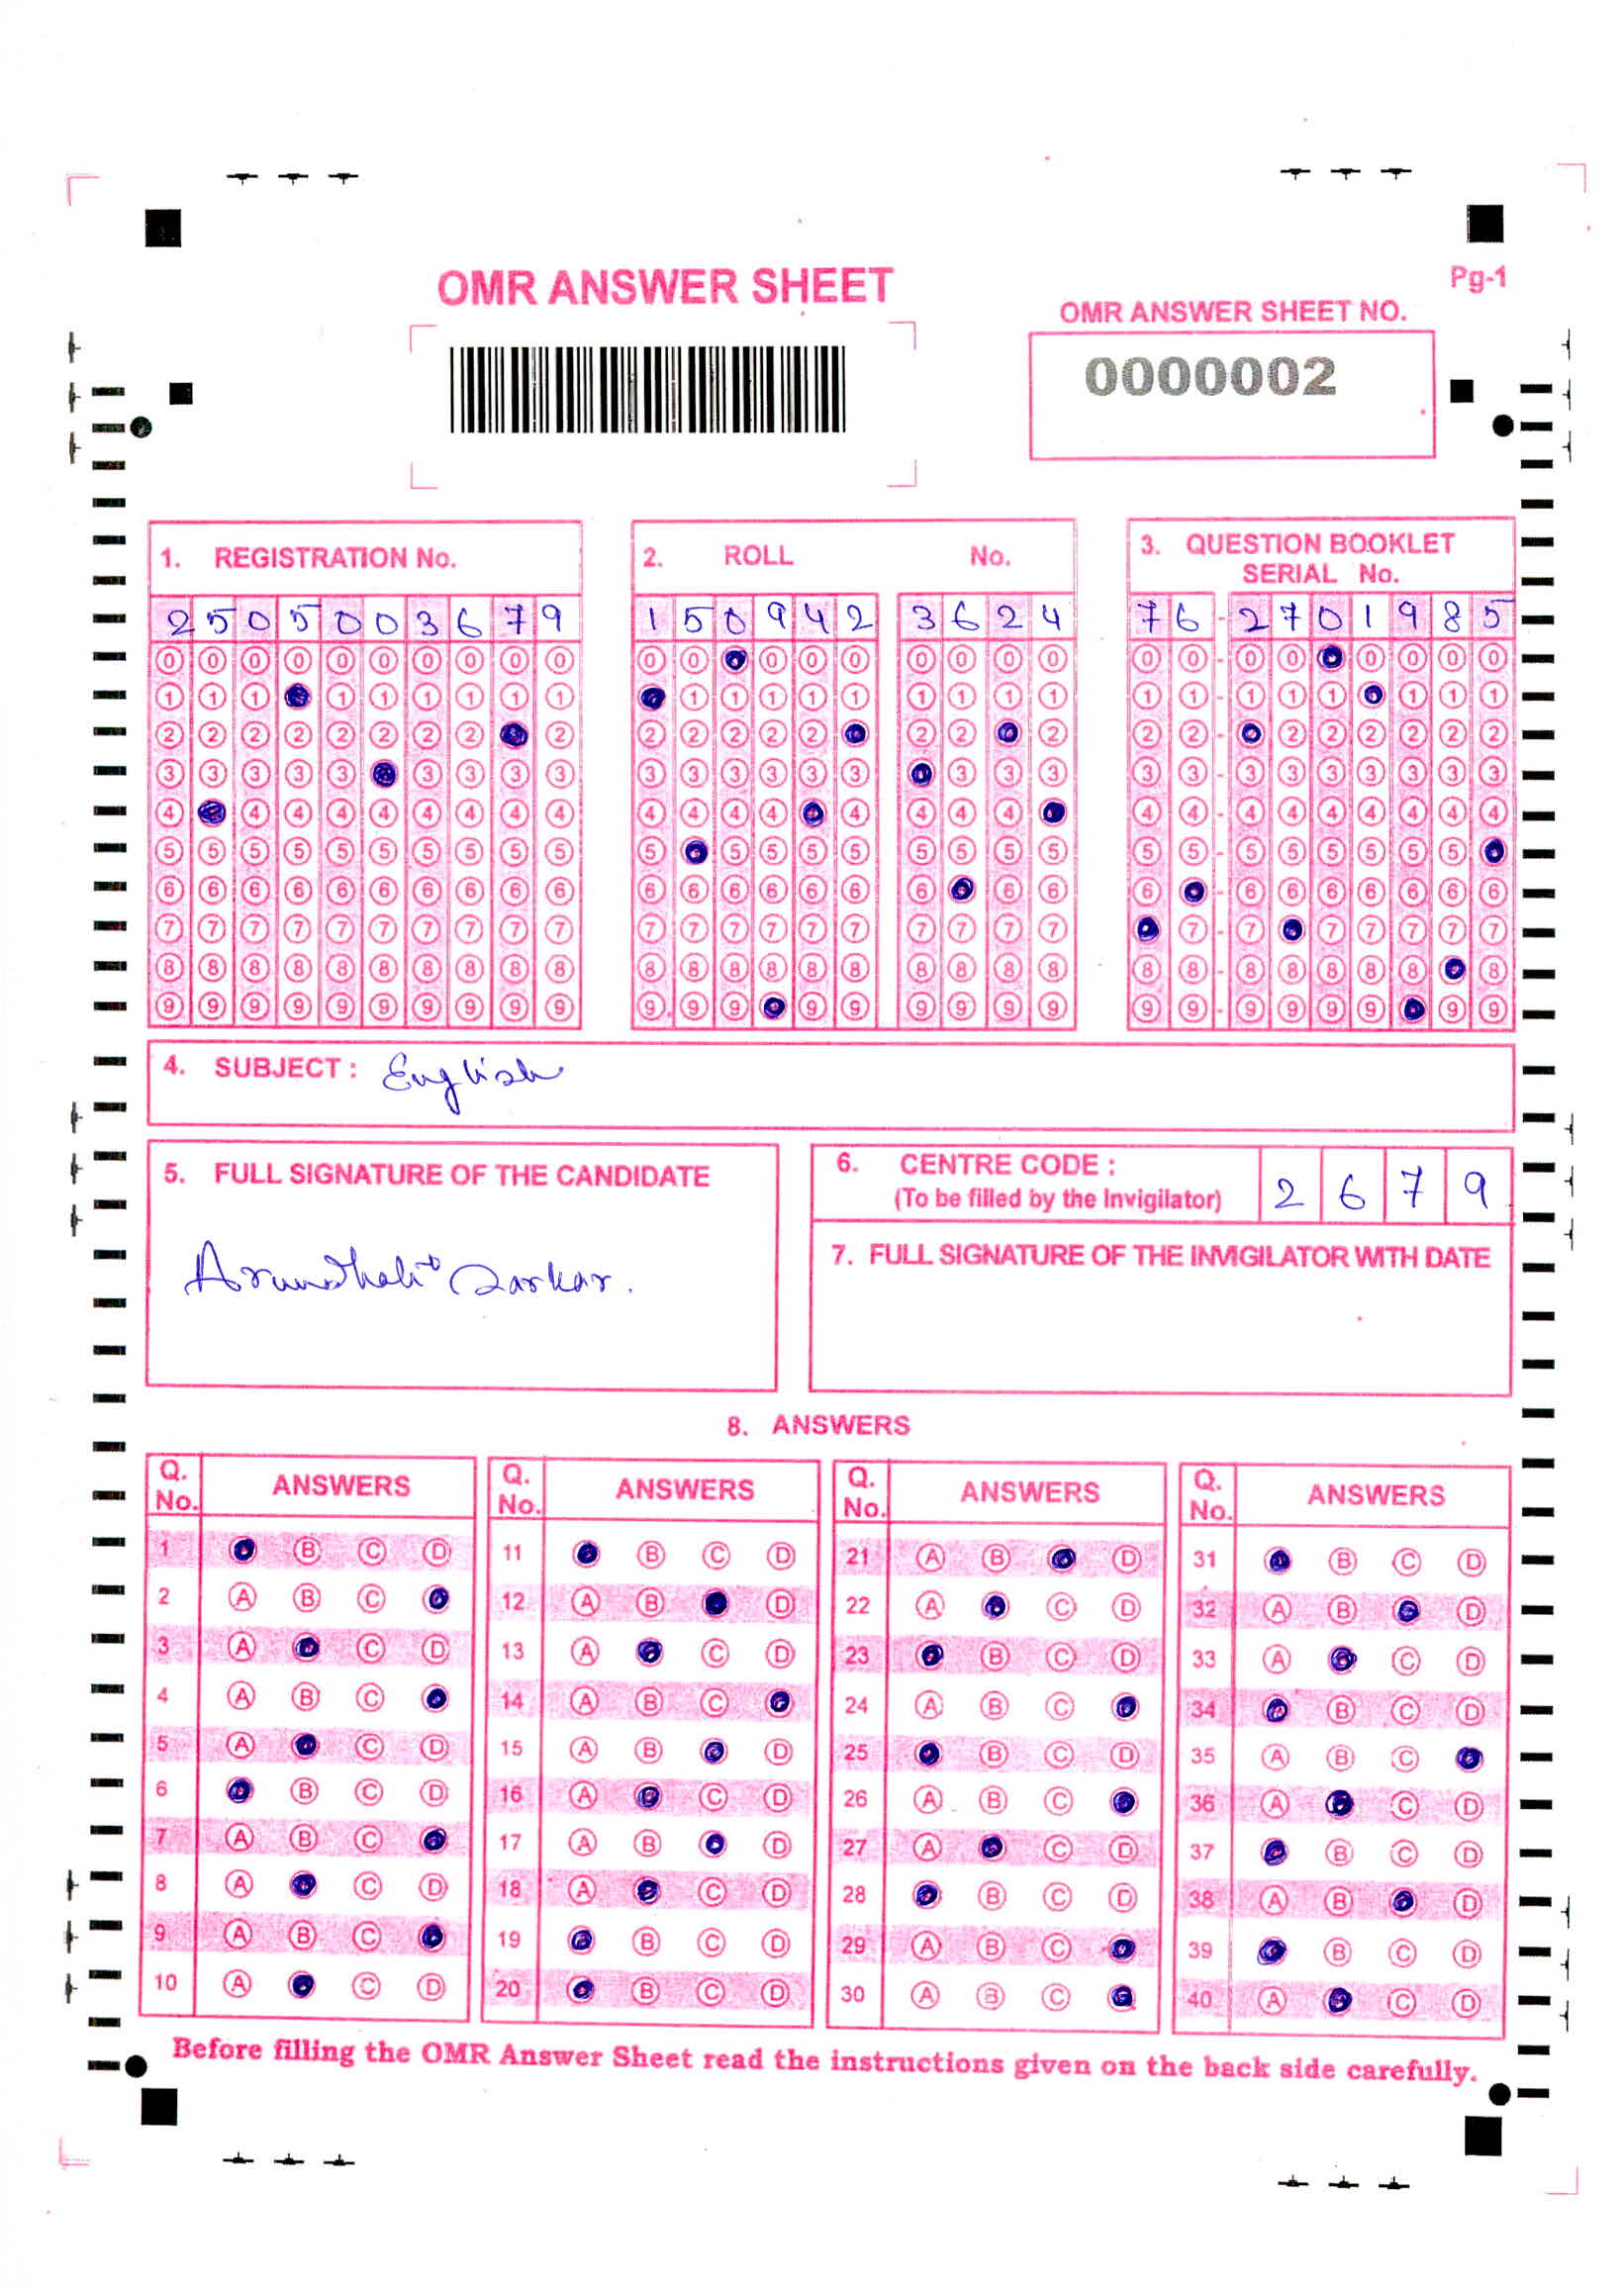 Pg-1
OMR ANSWER SHEET
OMR ANSWER SHEET NO.
0000002
1. REGISTRATION No.
2 5 0 5 0 0 3 6 7 9
2. ROLL No.
1 5 0 9 4 2 3 6 2 4
3. QUESTION BOOKLET
SERIAL No.
7 6 - 2 7 0 1 9 8 5
4. SUBJECT : English
5. FULL SIGNATURE OF THE CANDIDATE
Arundhati Sarkar.
6. CENTRE CODE : 2 6 7 9
(To be filled by the Invigilator)
7. FULL SIGNATURE OF THE INVIGILATOR WITH DATE
8. ANSWERS
Q. No. ANSWERS
1 B C D
2 A B C
3 A C D
4 A B C
5 A C D
6 B C D
7 A B C
8 A C D
9 A B C
10 A C D
Q. No. ANSWERS
11 B C D
12 A B D
13 A C D
14 A B C
15 A B D
16 A C D
17 A B D
18 A C D
19 B C D
20 B C D
Q. No. ANSWERS
21 A B D
22 A C D
23 B C D
24 A B C
25 B C D
26 A B C
27 A C D
28 B C D
29 A B C
30 A B C
Q. No. ANSWERS
31 B C D
32 A B D
33 A C D
34 B C D
35 A B C
36 A C D
37 B C D
38 A B D
39 B C D
40 A C D
Before filling the OMR Answer Sheet read the instructions given on the back side carefully.